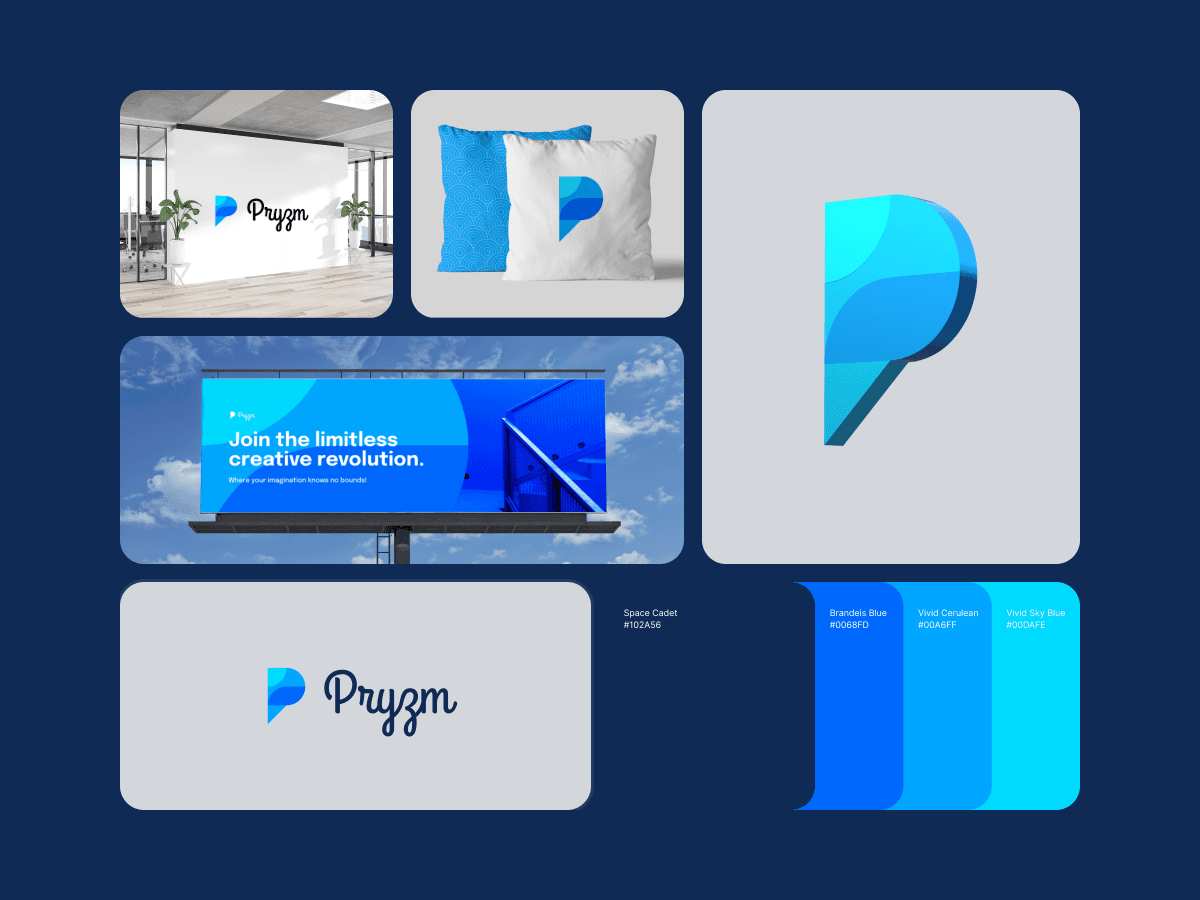 Pryzm
Pryzm
Join the limitless
creative revolution.
Where your imagination knows no bounds!
Pryzm
Space Cadet
#102A56
Brandeis Blue
#0068FD
Vivid Cerulean
#00A6FF
Vivid Sky Blue
#00DAFE